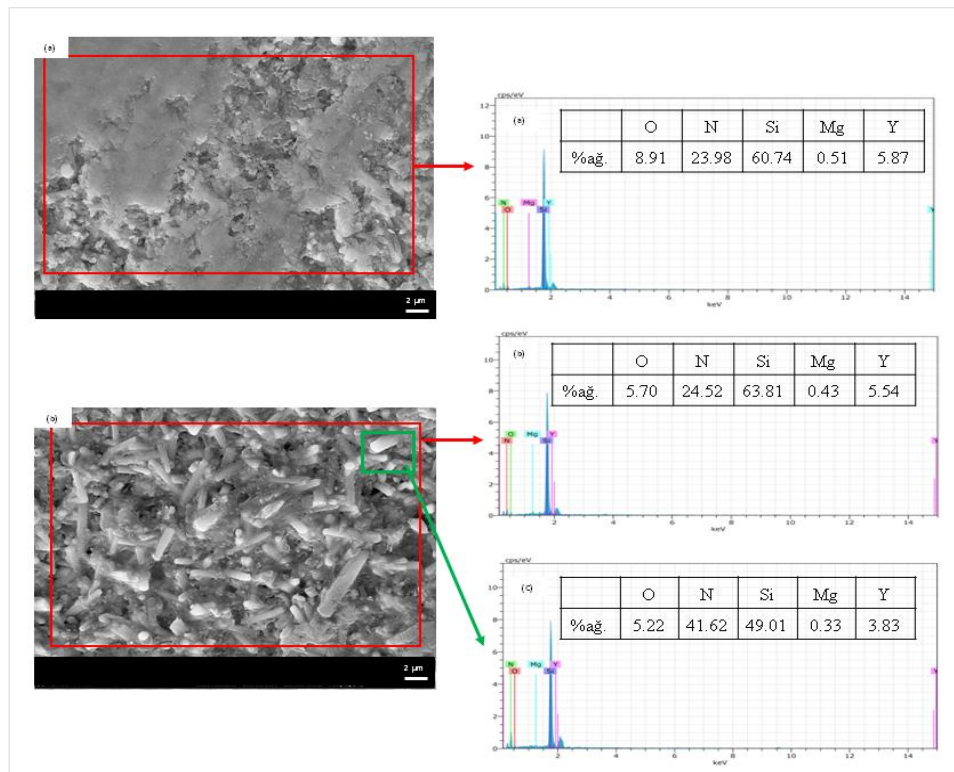 (a)
2 µm
cps/eV
(a)
O N Si Mg Y
%ağ. 8.91 23.98 60.74 0.51 5.87
12
10
8
6
4
2
0
N Mg Y
O Si Y
2 4 6 8 10 12 14
keV
(b)
2 µm
cps/eV
(b)
O N Si Mg Y
%ağ. 5.70 24.52 63.81 0.43 5.54
10
8
6
4
2
0
O Mg Y
N Si Y
2 4 6 8 10 12 14
keV
cps/eV
(c)
O N Si Mg Y
%ağ. 5.22 41.62 49.01 0.33 3.83
10
8
6
4
2
0
N Mg Y
O Si Y
2 4 6 8 10 12 14
keV